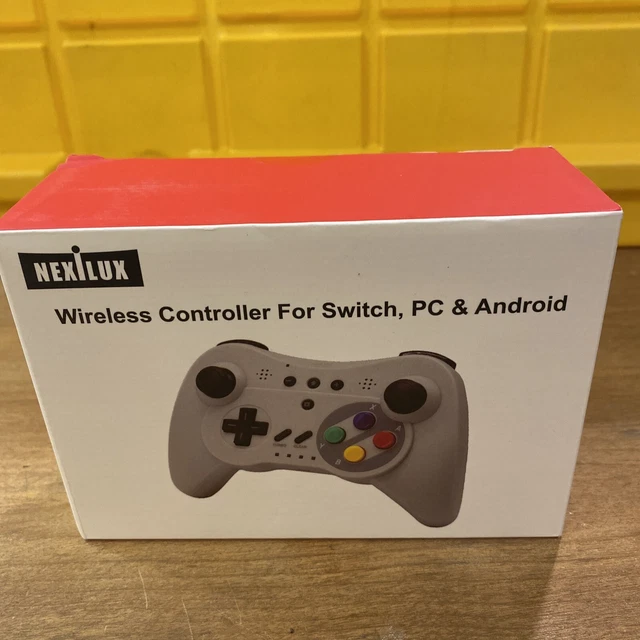 NEXiLUX
Wireless Controller For Switch, PC & Android
X
A